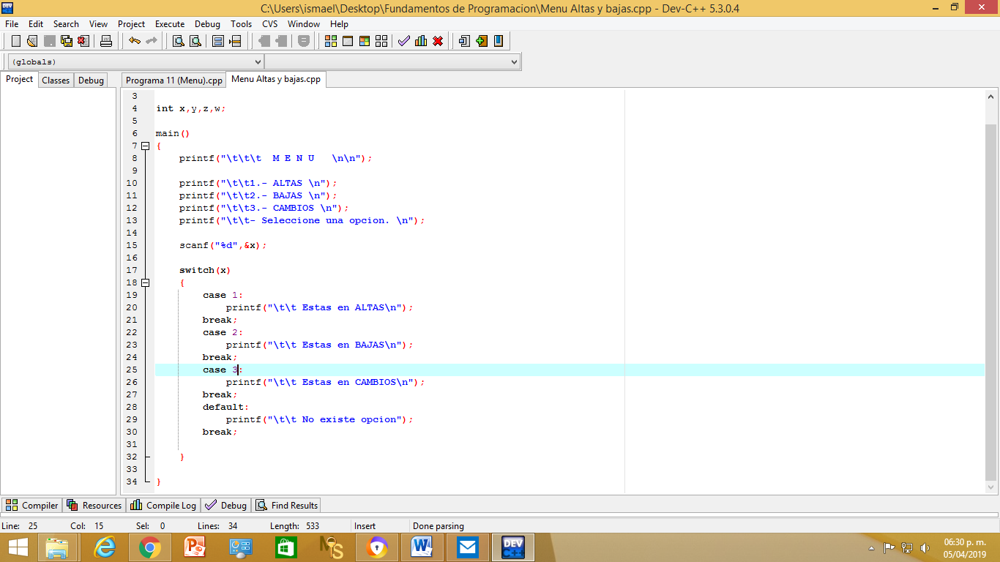 C:\Users\ismael\Desktop\Fundamentos de Programacion\Menu Altas y bajas.cpp - Dev-C++ 5.3.0.4
File Edit Search View Project Execute Debug Tools CVS Window Help
(globals)
Project Classes Debug
Programa 11 (Menu).cpp Menu Altas y bajas.cpp
3
4 int x,y,z,w;
5
6 main()
7 {
8 printf("\t\t\t  M E N U   \n\n");
9
10 printf("\t\t1.- ALTAS \n");
11 printf("\t\t2.- BAJAS \n");
12 printf("\t\t3.- CAMBIOS \n");
13 printf("\t\t- Seleccione una opcion. \n");
14
15 scanf("%d",&x);
16
17 switch(x)
18 {
19 case 1:
20 printf("\t\t Estas en ALTAS\n");
21 break;
22 case 2:
23 printf("\t\t Estas en BAJAS\n");
24 break;
25 case 3:
26 printf("\t\t Estas en CAMBIOS\n");
27 break;
28 default:
29 printf("\t\t No existe opcion");
30 break;
31
32 }
33
34 }
Compiler Resources Compile Log Debug Find Results
Line: 25 Col: 15 Sel: 0 Lines: 34 Length: 533 Insert Done parsing
DEV C++
06:30 p. m.
05/04/2019